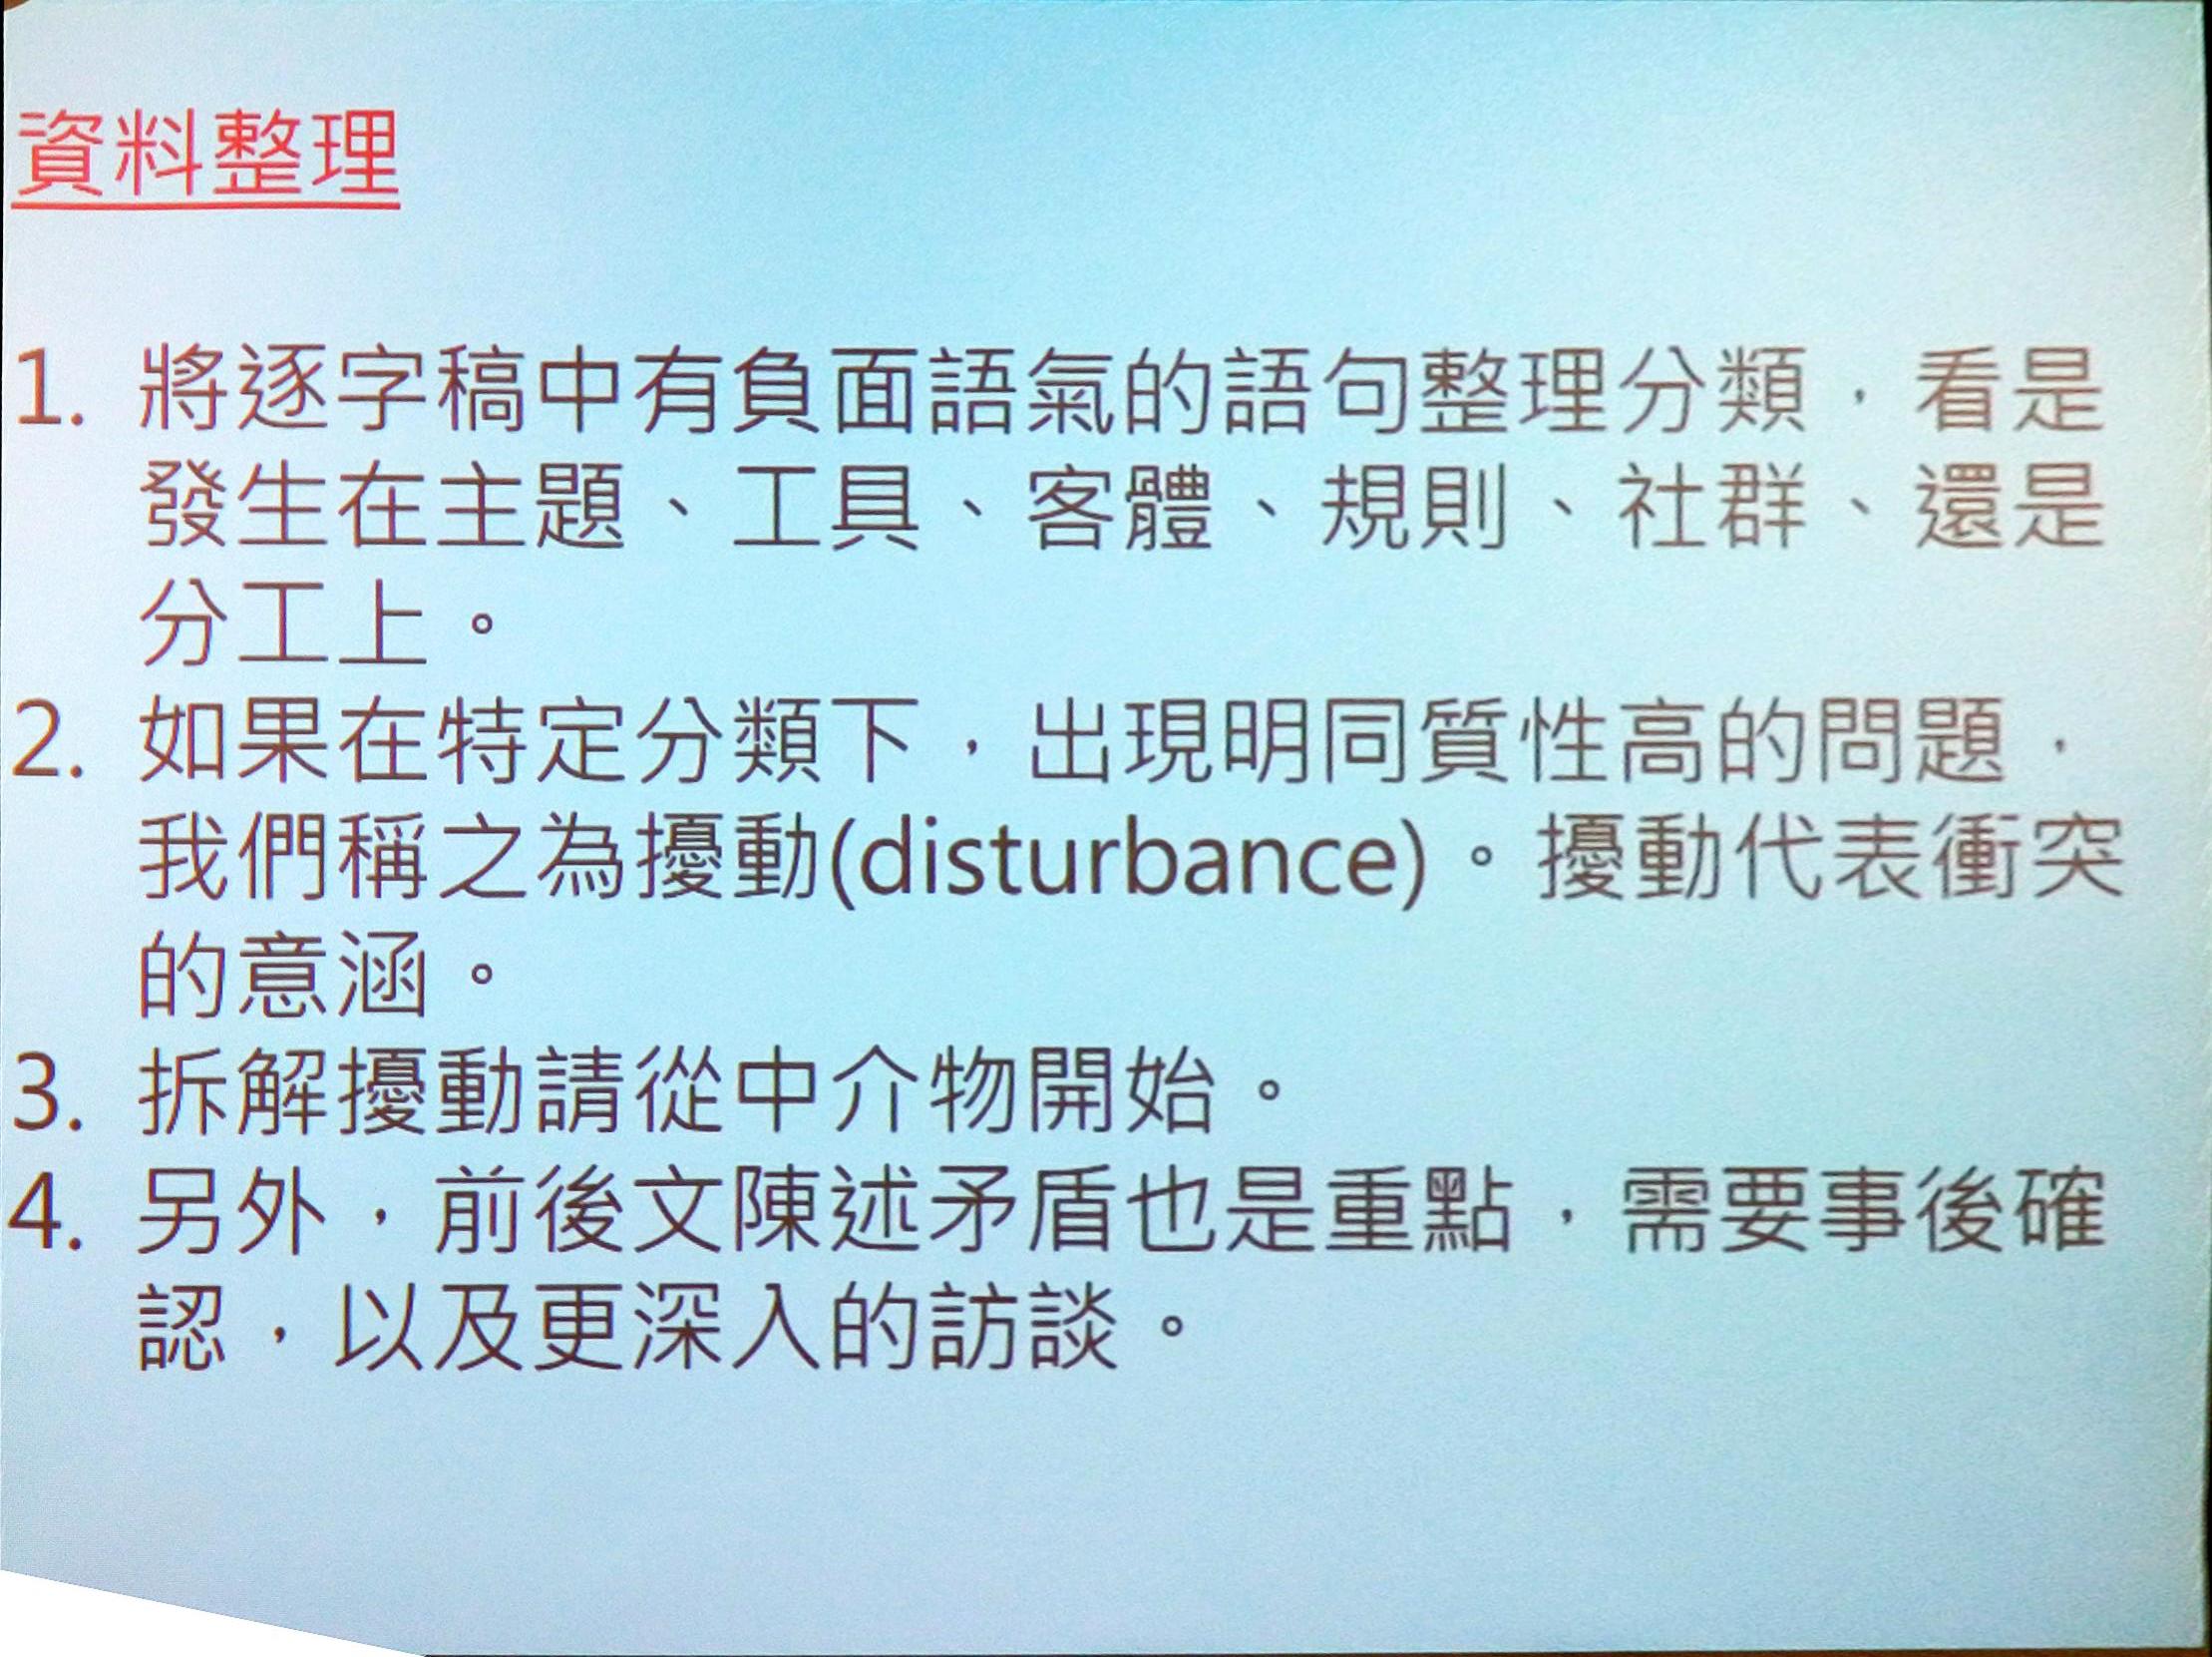 資料整理
1. 將逐字稿中有負面語氣的語句整理分類，看是
發生在主題、工具、客體、規則、社群、還是
分工上。
2. 如果在特定分類下，出現明同質性高的問題，
我們稱之為擾動(disturbance)。擾動代表衝突
的意涵。
3. 拆解擾動請從中介物開始。
4. 另外，前後文陳述矛盾也是重點，需要事後確
認，以及更深入的訪談。